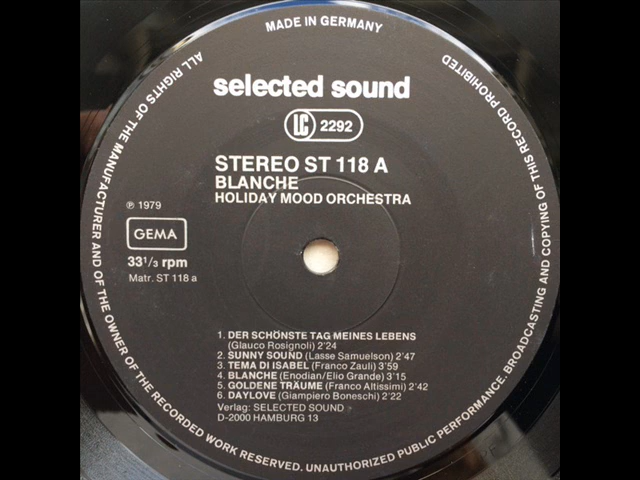 MADE IN GERMANY
ALL RIGHTS OF THE MANUFACTURER AND OF THE OWNER OF THE RECORDED WORK RESERVED. UNAUTHORIZED PUBLIC PERFORMANCE. BROADCASTING AND COPYING OF THIS RECORD PROHIBITED
selected sound
LC 2292
STEREO ST 118 A
BLANCHE
HOLIDAY MOOD ORCHESTRA
℗ 1979
GEMA
33 1/3 rpm
Matr. ST 118 a
1. DER SCHÖNSTE TAG MEINES LEBENS
(Glauco Rosignoli) 2'24
2. SUNNY SOUND (Lasse Samuelson) 2'47
3. TEMA DI ISABEL (Franco Zauli) 3'59
4. BLANCHE (Enodian/Elio Grande) 3'15
5. GOLDENE TRÄUME (Franco Altissimi) 2'42
6. DAYLOVE (Giampiero Boneschi) 2'22
Verlag: SELECTED SOUND
D-2000 HAMBURG 13